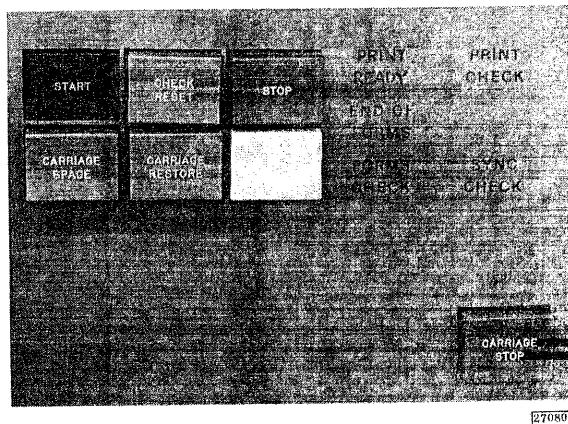 START
CHECK
RESET
STOP
PRINT
READY
PRINT
CHECK
END OF
FORMS
CARRIAGE
SPACE
CARRIAGE
RESTORE
FORMS
CHECK
SYNC
CHECK
CARRIAGE
STOP
27080